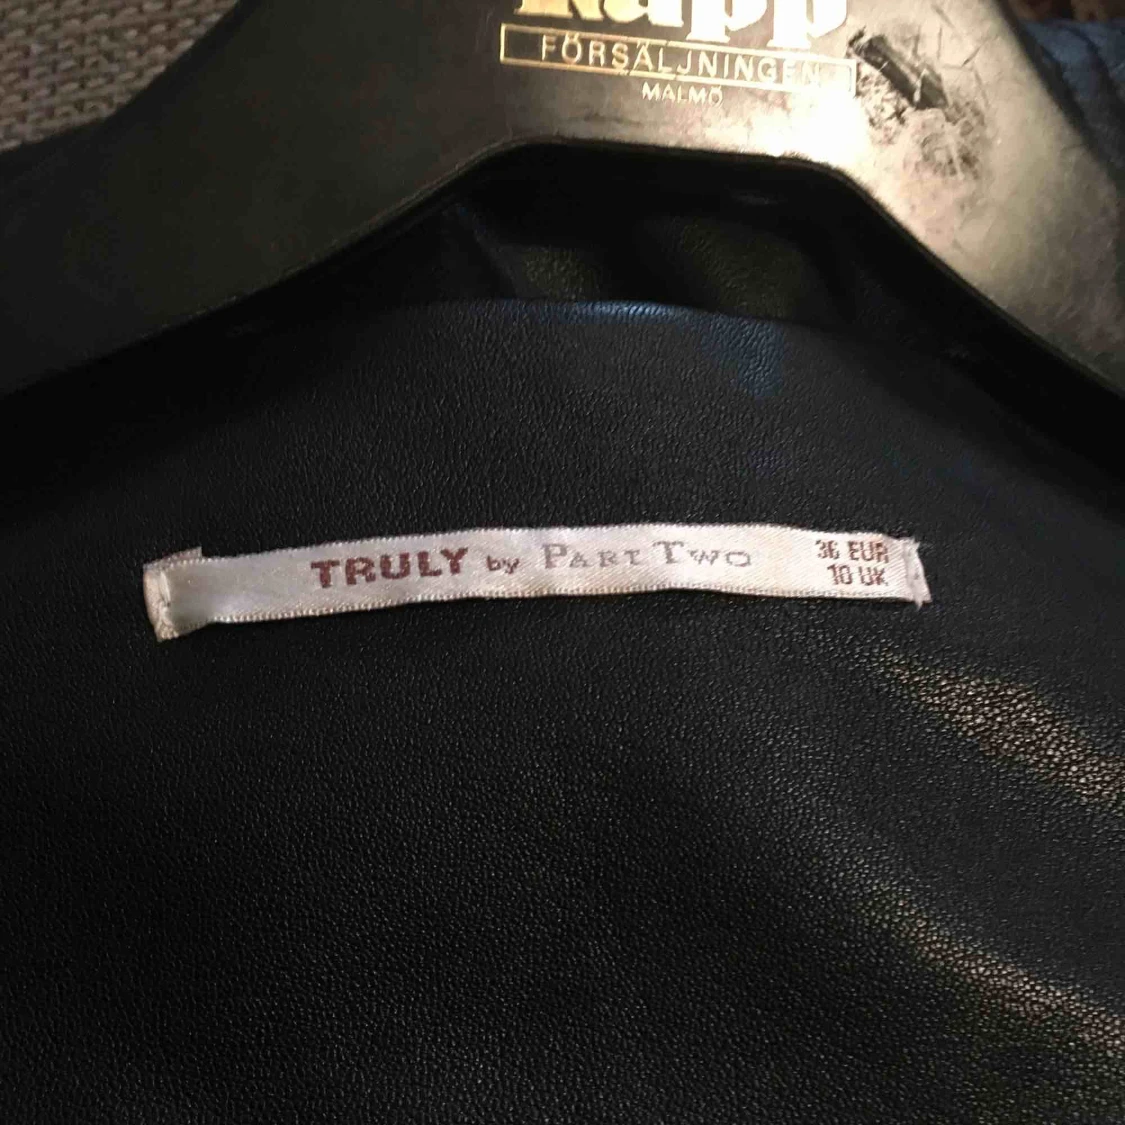 Kapp
FÖRSÄLJNINGEN
MALMÖ
TRULY by PART TWO
36 EUR
10 UK